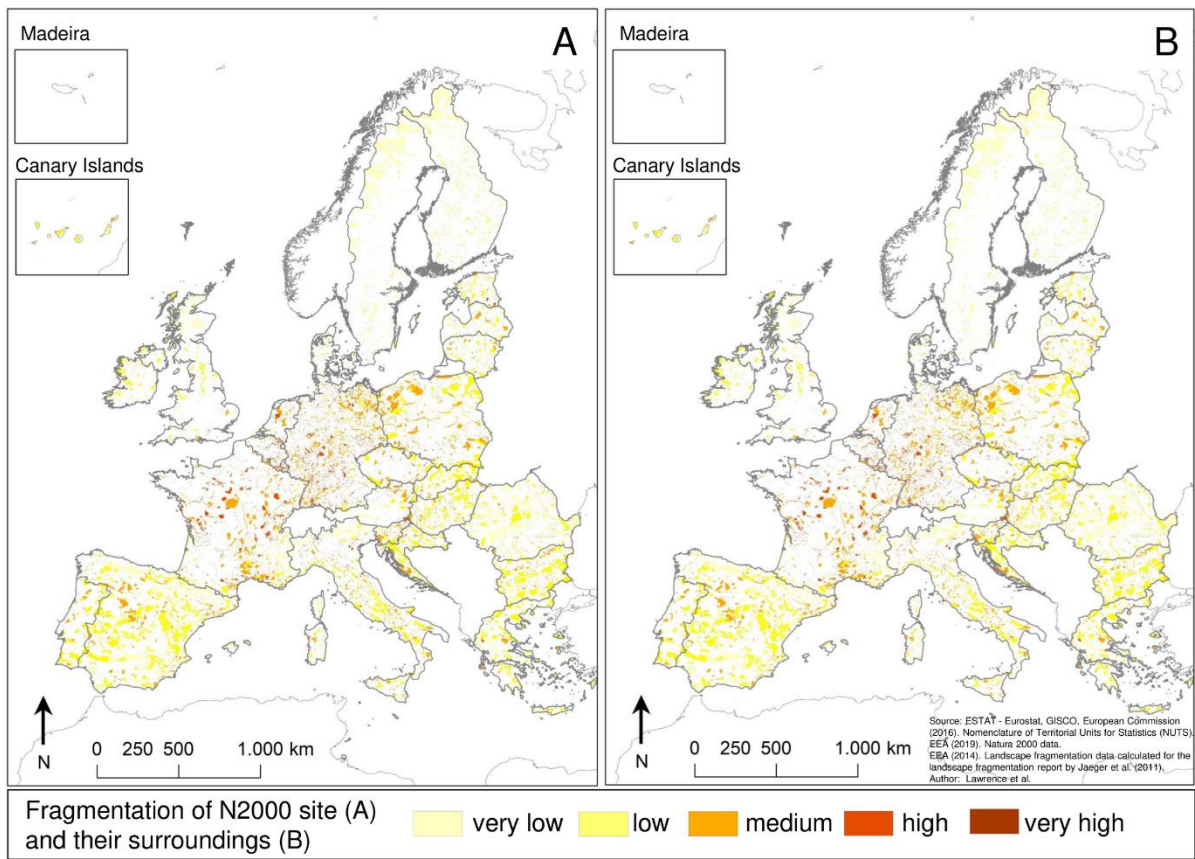 Madeira
A
Canary Islands
N
0 250 500 1.000 km
Madeira
B
Canary Islands
N
0 250 500 1.000 km
Source: ESTAT - Eurostat, GISCO, European Commission
(2016). Nomenclature of Territorial Units for Statistics (NUTS).
EEA (2019). Natura 2000 data.
EEA (2014). Landscape fragmentation data calculated for the
landscape fragmentation report by Jaeger et al. (2011).
Author: Lawrence et al.
Fragmentation of N2000 site (A)
and their surroundings (B)
very low low medium high very high